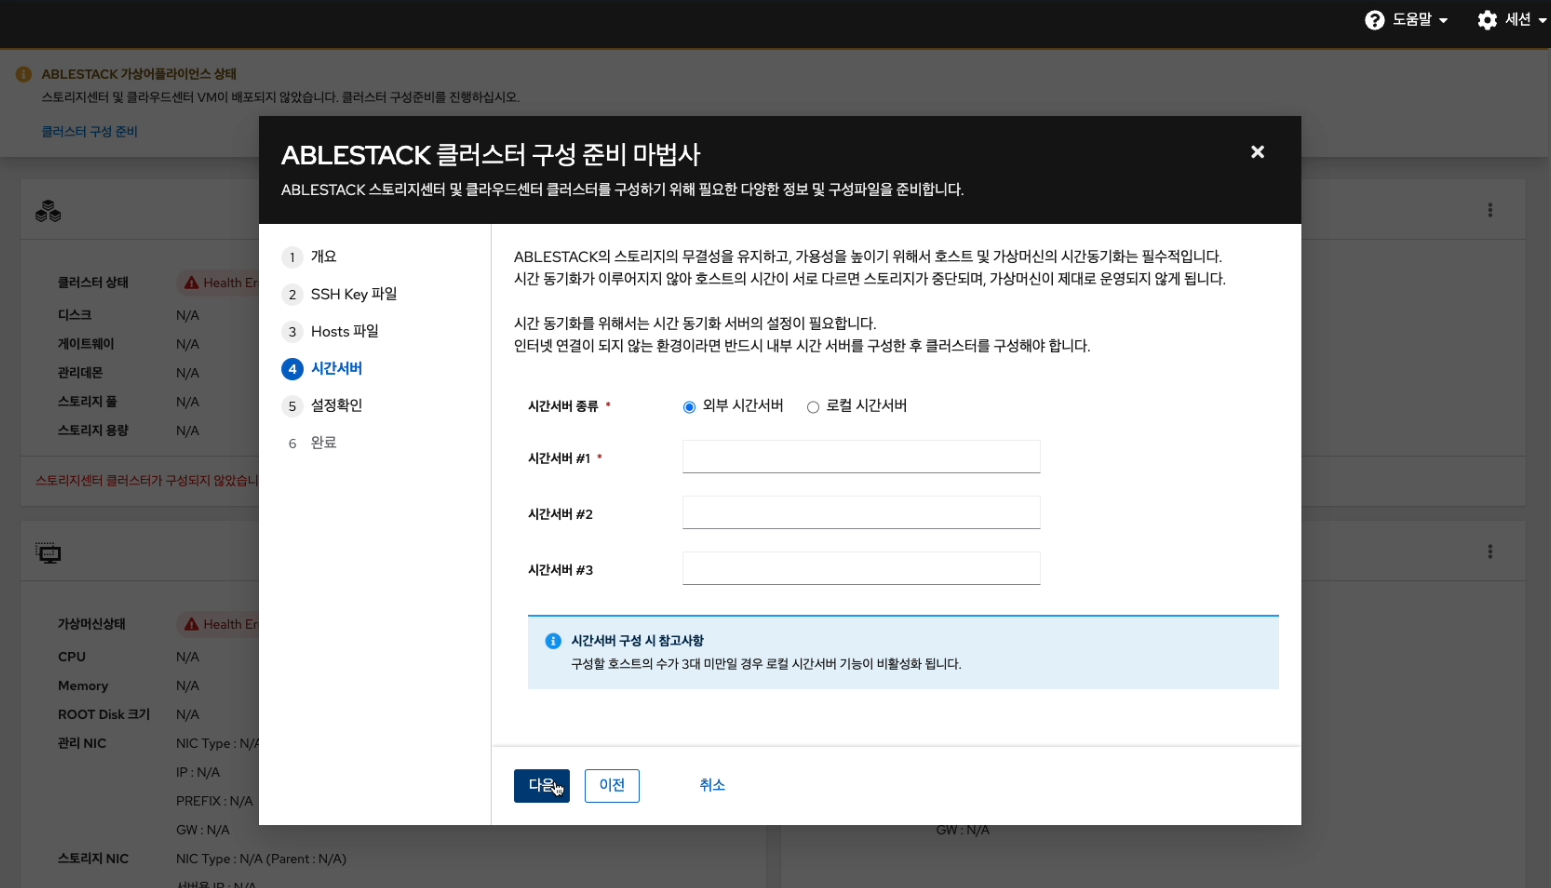 도움말
세션
ABLESTACK 가상어플라이언스 상태
스토리지센터 및 클라우드센터 VM이 배포되지 않았습니다. 클러스터 구성준비를 진행하십시오.
클러스터 구성 준비
ABLESTACK 클러스터 구성 준비 마법사
ABLESTACK 스토리지센터 및 클라우드센터 클러스터를 구성하기 위해 필요한 다양한 정보 및 구성파일을 준비합니다.
1 개요
2 SSH Key 파일
3 Hosts 파일
4 시간서버
5 설정확인
6 완료
ABLESTACK의 스토리지의 무결성을 유지하고, 가용성을 높이기 위해서 호스트 및 가상머신의 시간동기화는 필수적입니다.
시간 동기화가 이루어지지 않아 호스트의 시간이 서로 다르면 스토리지가 중단되며, 가상머신이 제대로 운영되지 않게 됩니다.
시간 동기화를 위해서는 시간 동기화 서버의 설정이 필요합니다.
인터넷 연결이 되지 않는 환경이라면 반드시 내부 시간 서버를 구성한 후 클러스터를 구성해야 합니다.
시간서버 종류 * 외부 시간서버 로컬 시간서버
시간서버 #1 *
시간서버 #2
시간서버 #3
시간서버 구성 시 참고사항
구성할 호스트의 수가 3대 미만일 경우 로컬 시간서버 기능이 비활성화 됩니다.
다음 이전 취소
클러스터 상태 Health Er
디스크 N/A
게이트웨이 N/A
관리데몬 N/A
스토리지 풀 N/A
스토리지 용량 N/A
스토리지센터 클러스터가 구성되지 않았습니
가상머신상태 Health Er
CPU N/A
Memory N/A
ROOT Disk 크기 N/A
관리 NIC NIC Type : N/A
IP : N/A
PREFIX : N/A
GW : N/A
GW : N/A
스토리지 NIC NIC Type : N/A (Parent : N/A)
서버용 IP : N/A